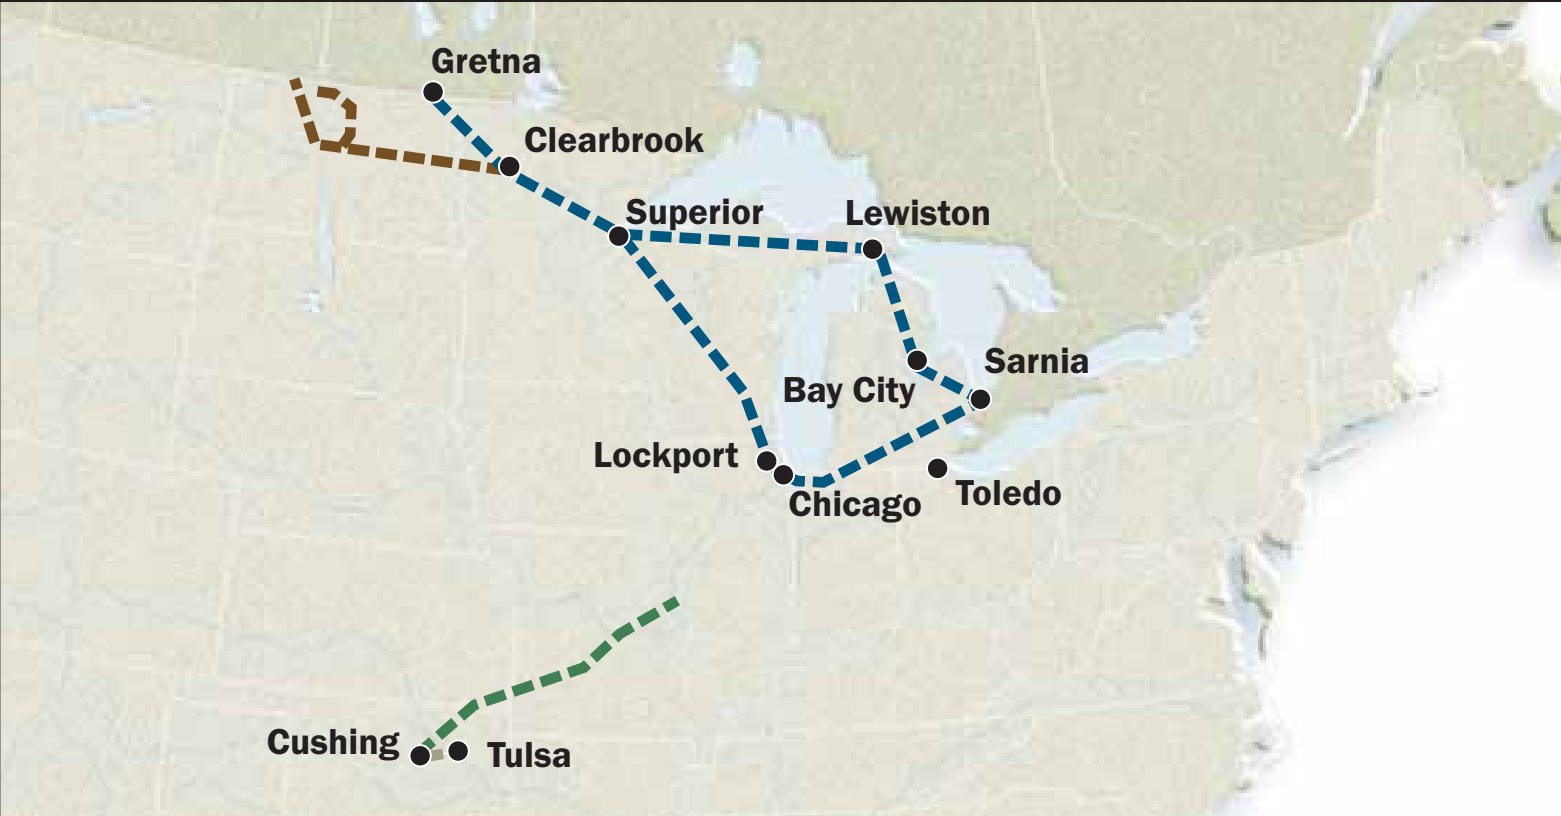 Gretna
Clearbrook
Superior
Lewiston
Sarnia
Bay City
Lockport
Toledo
Chicago
Cushing
Tulsa